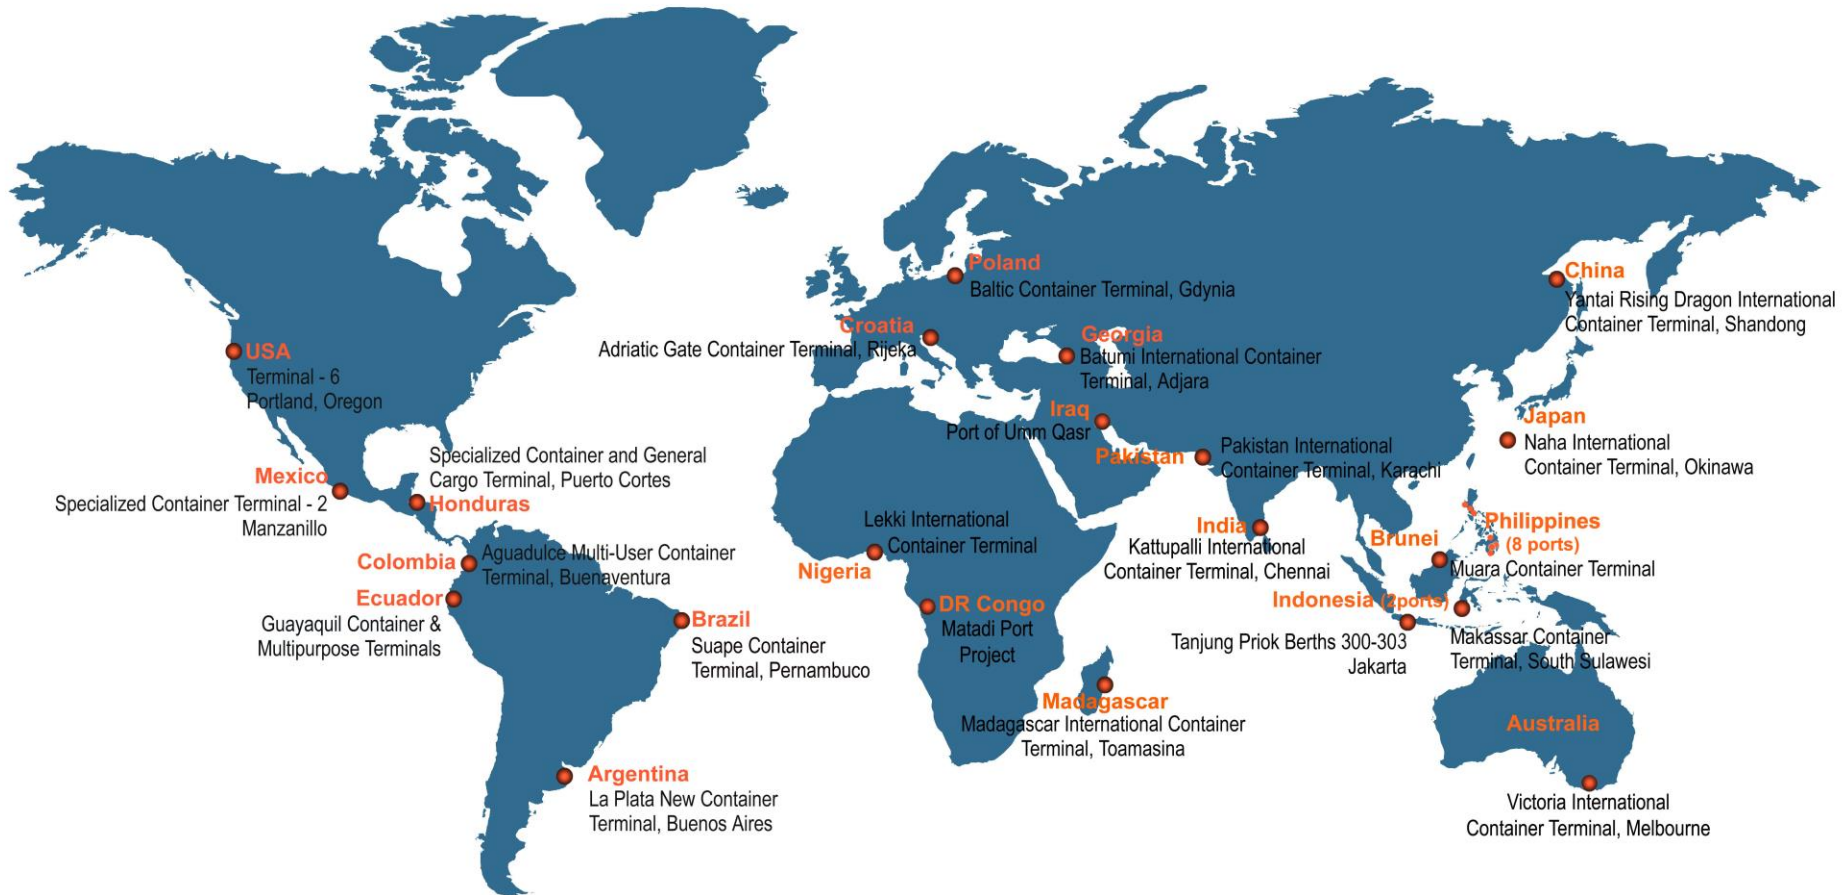 Poland
Baltic Container Terminal, Gdynia
China
Yantai Rising Dragon International
Container Terminal, Shandong
Croatia
Adriatic Gate Container Terminal, Rijeka
Georgia
Batumi International Container
Terminal, Adjara
USA
Terminal - 6
Portland, Oregon
Iraq
Port of Umm Qasr
Japan
Naha International
Container Terminal, Okinawa
Pakistan
Pakistan International
Container Terminal, Karachi
Specialized Container and General
Cargo Terminal, Puerto Cortes
Honduras
Mexico
Specialized Container Terminal - 2
Manzanillo
Lekki International
Container Terminal
Nigeria
India
Kattupalli International
Container Terminal, Chennai
Philippines
(8 ports)
Brunei
Muara Container Terminal
Colombia
Aguadulce Multi-User Container
Terminal, Buenaventura
Ecuador
Guayaquil Container &
Multipurpose Terminals
Brazil
Suape Container
Terminal, Pernambuco
DR Congo
Matadi Port
Project
Indonesia (2ports)
Tanjung Priok Berths 300-303
Jakarta
Makassar Container
Terminal, South Sulawesi
Madagascar
Madagascar International Container
Terminal, Toamasina
Australia
Victoria International
Container Terminal, Melbourne
Argentina
La Plata New Container
Terminal, Buenos Aires